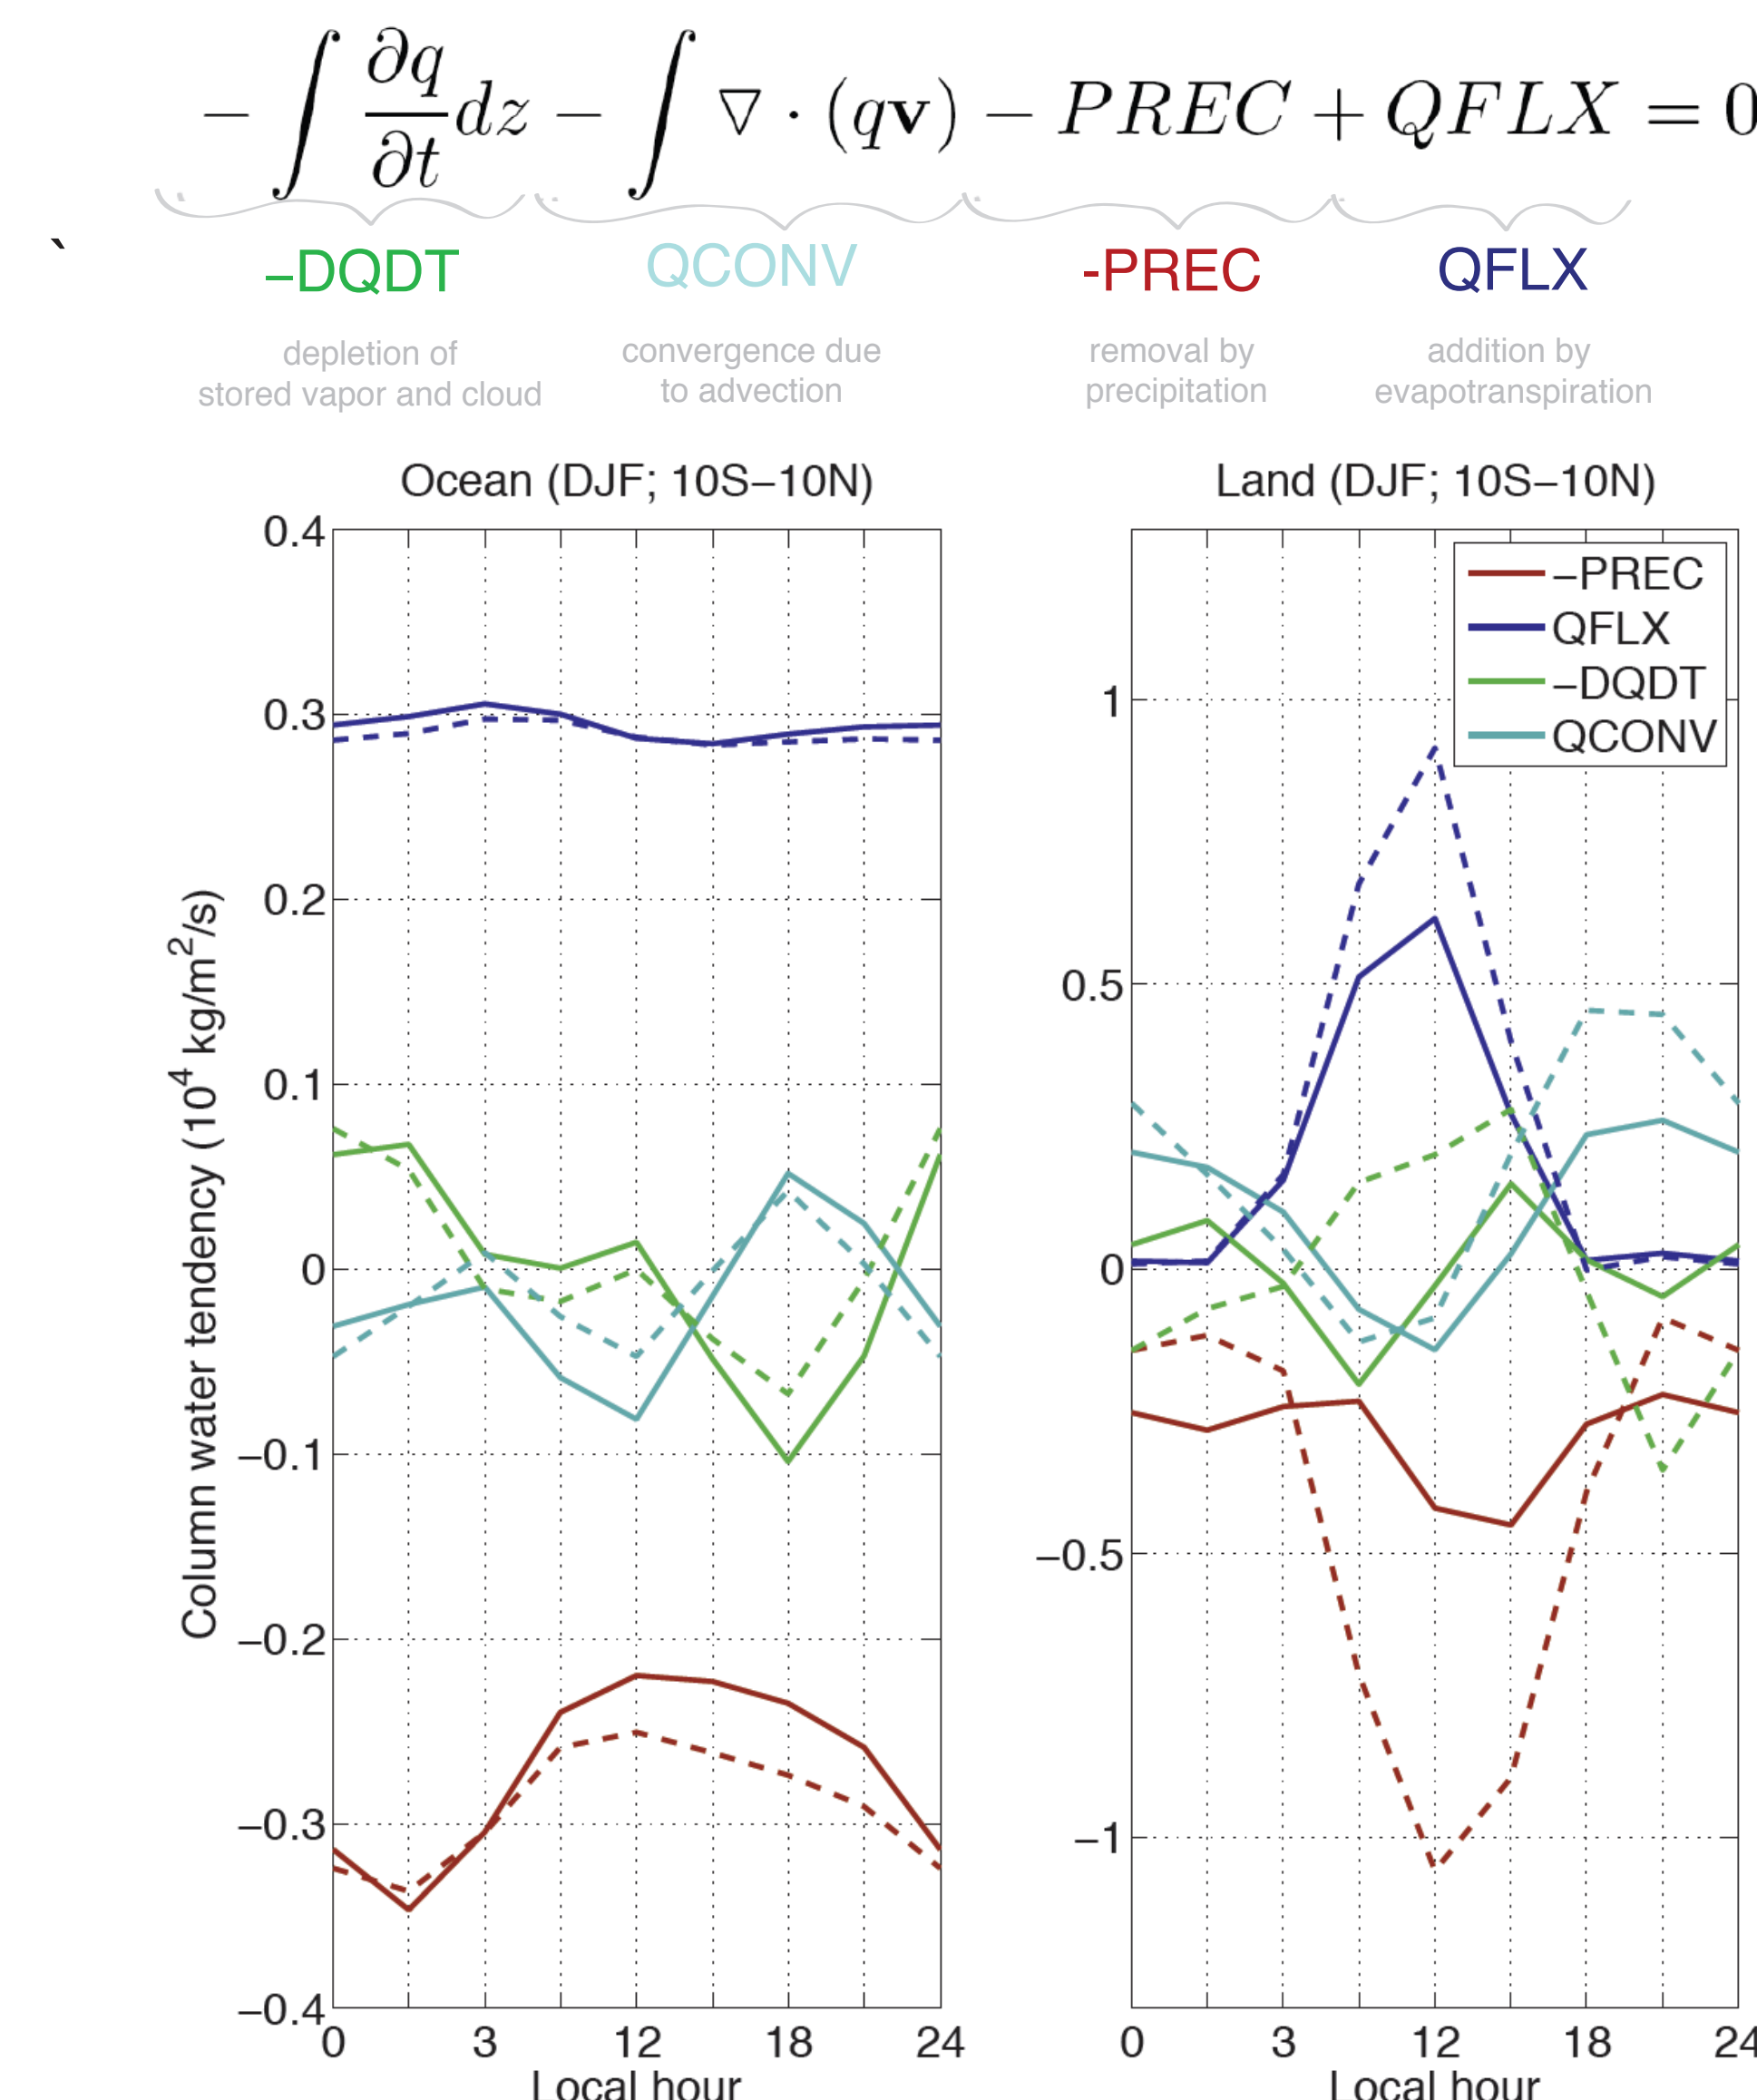 − ∫ ∂q/∂t dz − ∫ ∇ · (qv) − PREC + QFLX = 0
`
–DQDT QCONV -PREC QFLX
depletion of stored vapor and cloud
convergence due to advection
removal by precipitation
addition by evapotranspiration
Ocean (DJF; 10S−10N)
0.4
0.3
0.2
0.1
0
−0.1
−0.2
−0.3
−0.4
Column water tendency (10⁴ kg/m²/s)
0 3 12 18 24
Local hour
Land (DJF; 10S−10N)
−PREC
QFLX
−DQDT
QCONV
1
0.5
0
−0.5
−1
0 3 12 18 24
Local hour